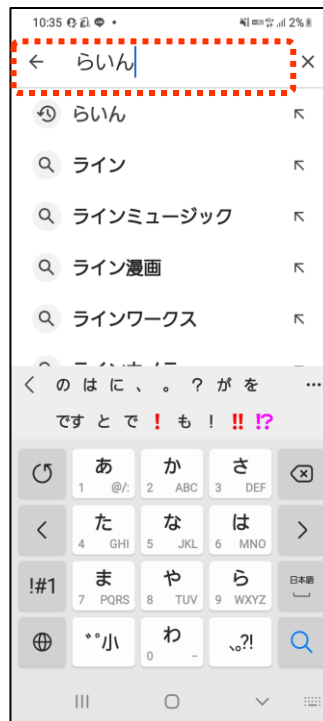 10:35 2%
らいん
らいん
ライン
ラインミュージック
ライン漫画
ラインワークス
の は に 、 。 ? が を …
です と で ! も ! !! !?
あ 1 @/: か 2 ABC さ 3 DEF
た 4 GHI な 5 JKL は 6 MNO
!#1 ま 7 PQRS や 8 TUV ら 9 WXYZ 日本語
゛゜小 わ 0 _ 、。?!